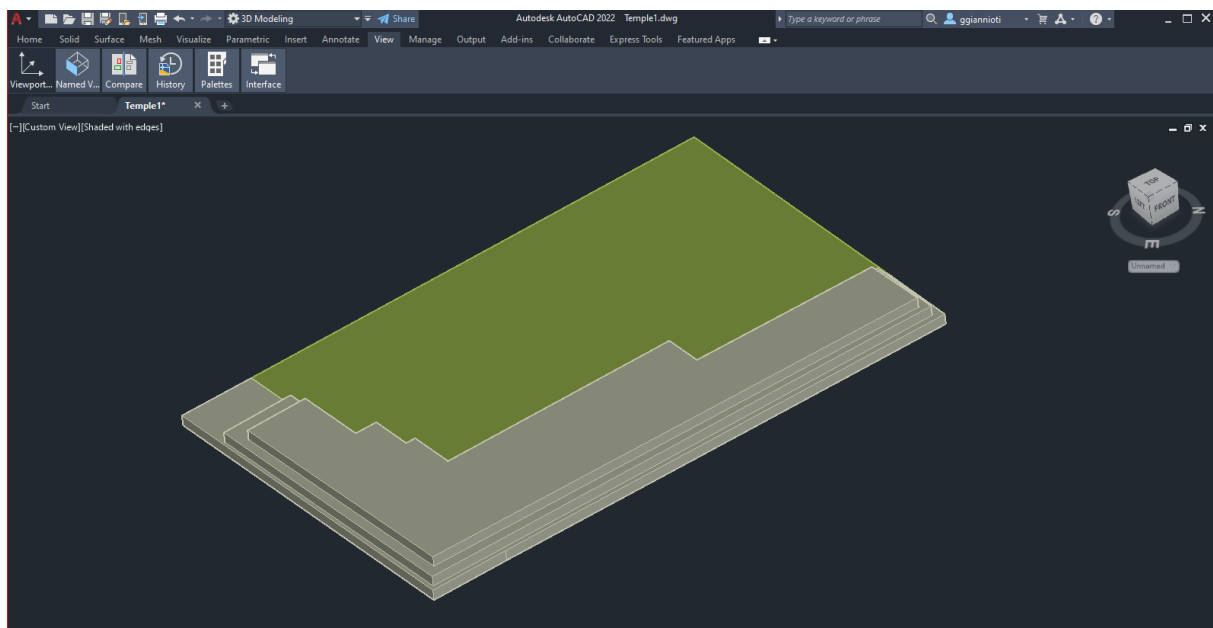 A 3D Modeling Share Autodesk AutoCAD 2022 Temple1.dwg Type a keyword or phrase ggiannioti
Home Solid Surface Mesh Visualize Parametric Insert Annotate View Manage Output Add-ins Collaborate Express Tools Featured Apps
Viewport... Named V... Compare History Palettes Interface
Start Temple1*
[−][Custom View][Shaded with edges]
TOP
LEFT FRONT
S N
E
Unnamed